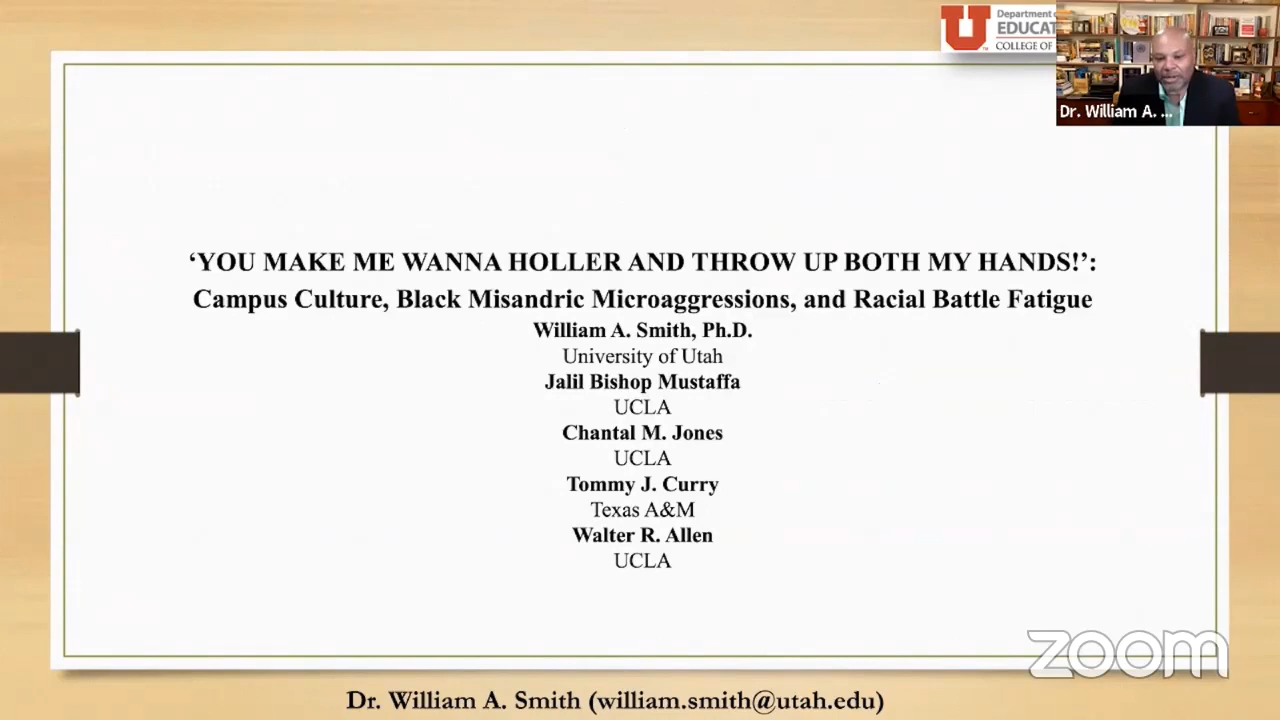 Department o
EDUCAT
COLLEGE OF
Dr. William A. ...
‘YOU MAKE ME WANNA HOLLER AND THROW UP BOTH MY HANDS!’:
Campus Culture, Black Misandric Microaggressions, and Racial Battle Fatigue
William A. Smith, Ph.D.
University of Utah
Jalil Bishop Mustaffa
UCLA
Chantal M. Jones
UCLA
Tommy J. Curry
Texas A&M
Walter R. Allen
UCLA
zoom
Dr. William A. Smith (william.smith@utah.edu)